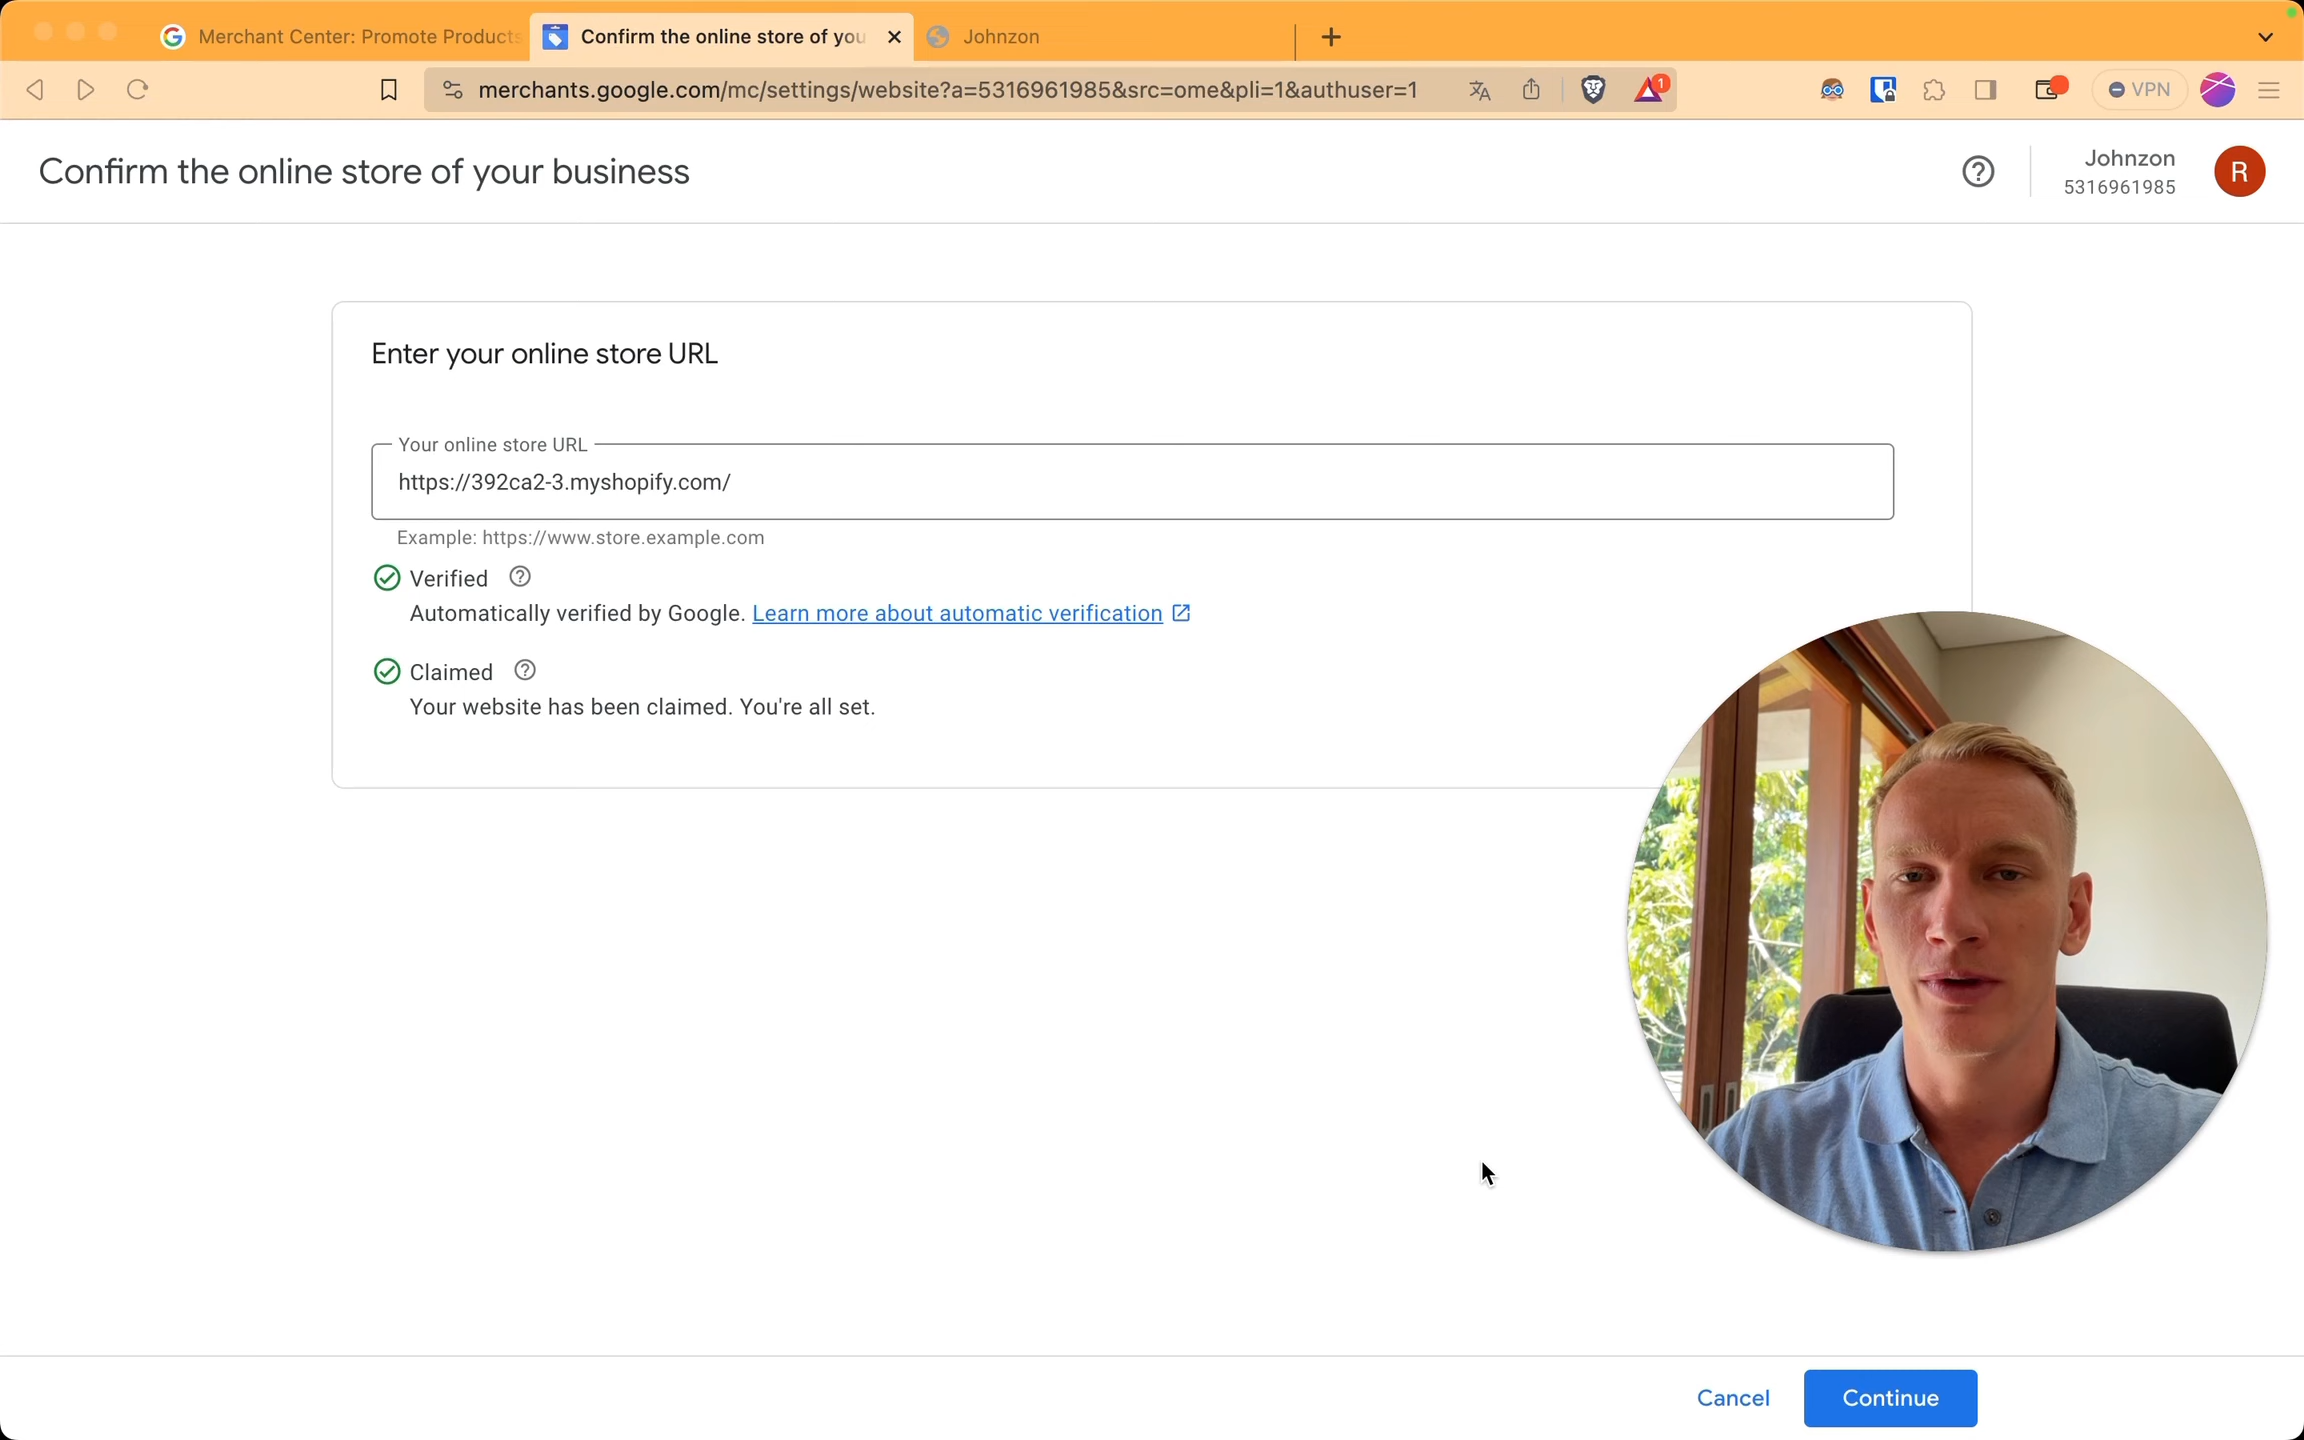 Merchant Center: Promote Products
Confirm the online store of you
Johnzon
merchants.google.com/mc/settings/website?a=5316961985&src=ome&pli=1&authuser=1
1
VPN
Confirm the online store of your business
Johnzon
5316961985
R
Enter your online store URL
Your online store URL
https://392ca2-3.myshopify.com/
Example: https://www.store.example.com
Verified
Automatically verified by Google. Learn more about automatic verification
Claimed
Your website has been claimed. You're all set.
Cancel
Continue